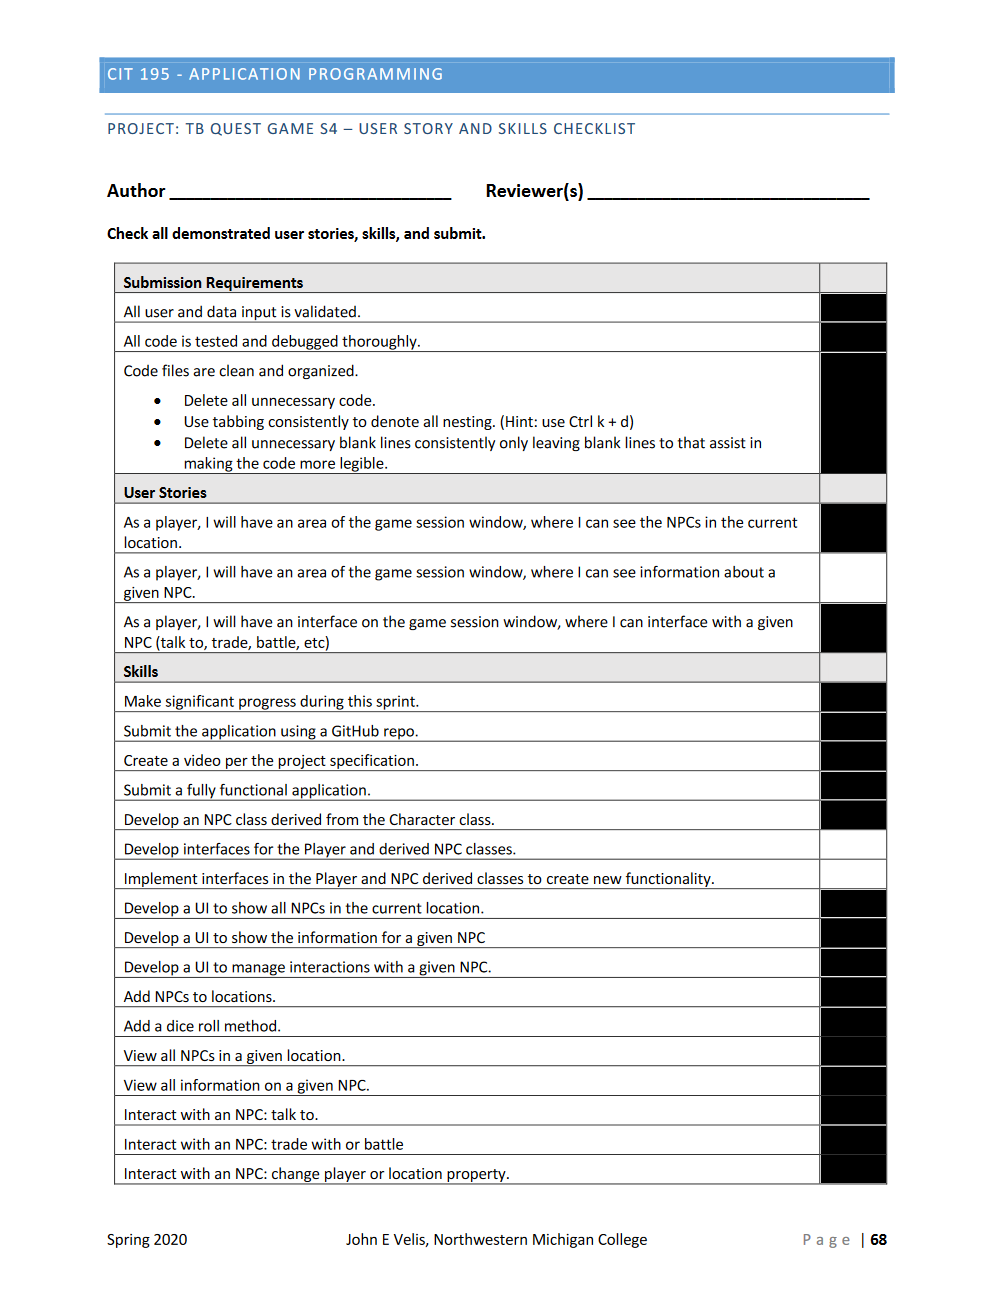 CIT 195 - APPLICATION PROGRAMMING
PROJECT: TB QUEST GAME S4 – USER STORY AND SKILLS CHECKLIST
Author ________________________________ Reviewer(s) ________________________________
Check all demonstrated user stories, skills, and submit.
Submission Requirements
All user and data input is validated.
All code is tested and debugged thoroughly.
Code files are clean and organized.
• Delete all unnecessary code.
• Use tabbing consistently to denote all nesting. (Hint: use Ctrl k + d)
• Delete all unnecessary blank lines consistently only leaving blank lines to that assist in
making the code more legible.
User Stories
As a player, I will have an area of the game session window, where I can see the NPCs in the current
location.
As a player, I will have an area of the game session window, where I can see information about a
given NPC.
As a player, I will have an interface on the game session window, where I can interface with a given
NPC (talk to, trade, battle, etc)
Skills
Make significant progress during this sprint.
Submit the application using a GitHub repo.
Create a video per the project specification.
Submit a fully functional application.
Develop an NPC class derived from the Character class.
Develop interfaces for the Player and derived NPC classes.
Implement interfaces in the Player and NPC derived classes to create new functionality.
Develop a UI to show all NPCs in the current location.
Develop a UI to show the information for a given NPC
Develop a UI to manage interactions with a given NPC.
Add NPCs to locations.
Add a dice roll method.
View all NPCs in a given location.
View all information on a given NPC.
Interact with an NPC: talk to.
Interact with an NPC: trade with or battle
Interact with an NPC: change player or location property.
Spring 2020 John E Velis, Northwestern Michigan College Page | 68